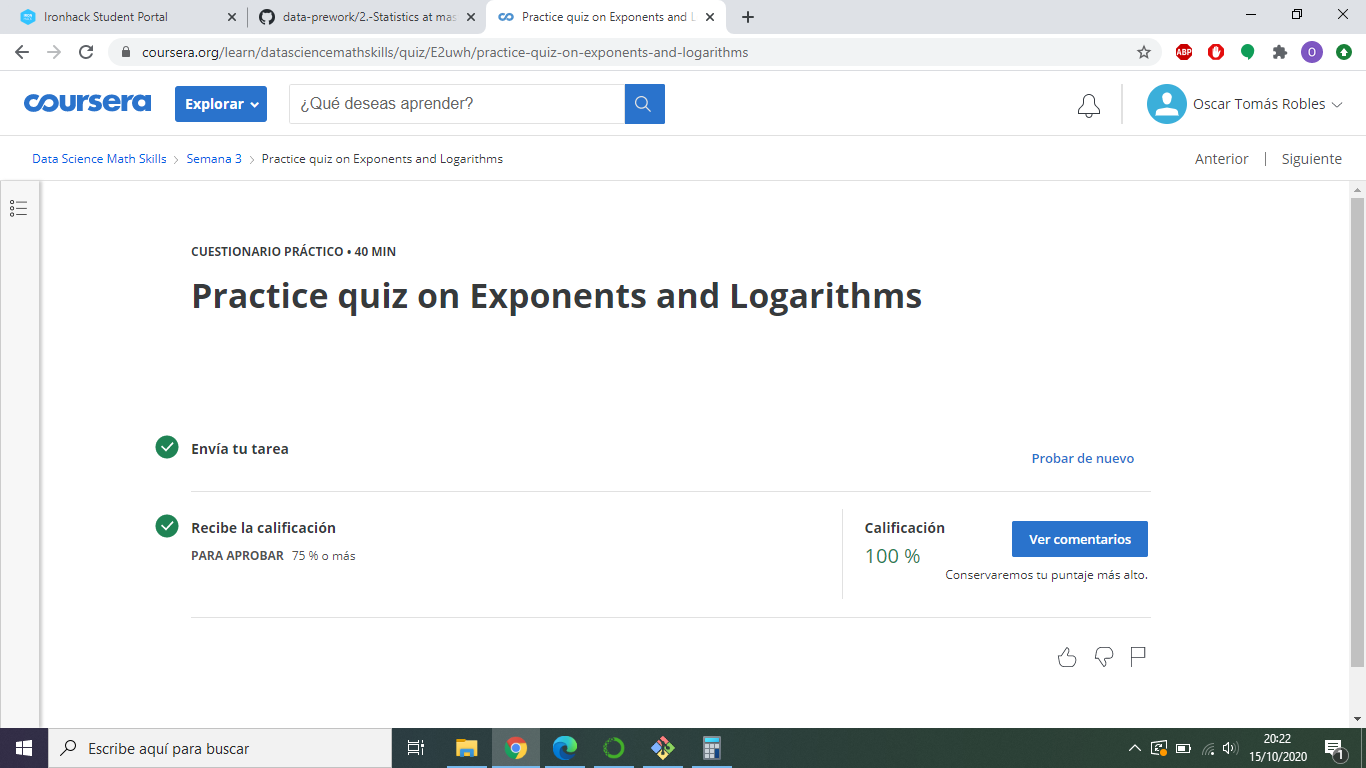 Ironhack Student Portal
data-prework/2.-Statistics at mas
Practice quiz on Exponents and L
coursera.org/learn/datasciencemathskills/quiz/E2uwh/practice-quiz-on-exponents-and-logarithms
ABP
O
coursera
Explorar
¿Qué deseas aprender?
Oscar Tomás Robles
Data Science Math Skills
Semana 3
Practice quiz on Exponents and Logarithms
Anterior | Siguiente
CUESTIONARIO PRÁCTICO • 40 MIN
Practice quiz on Exponents and Logarithms
Envía tu tarea
Probar de nuevo
Recibe la calificación
PARA APROBAR 75 % o más
Calificación
100 %
Ver comentarios
Conservaremos tu puntaje más alto.
Escribe aquí para buscar
20:22
15/10/2020
1